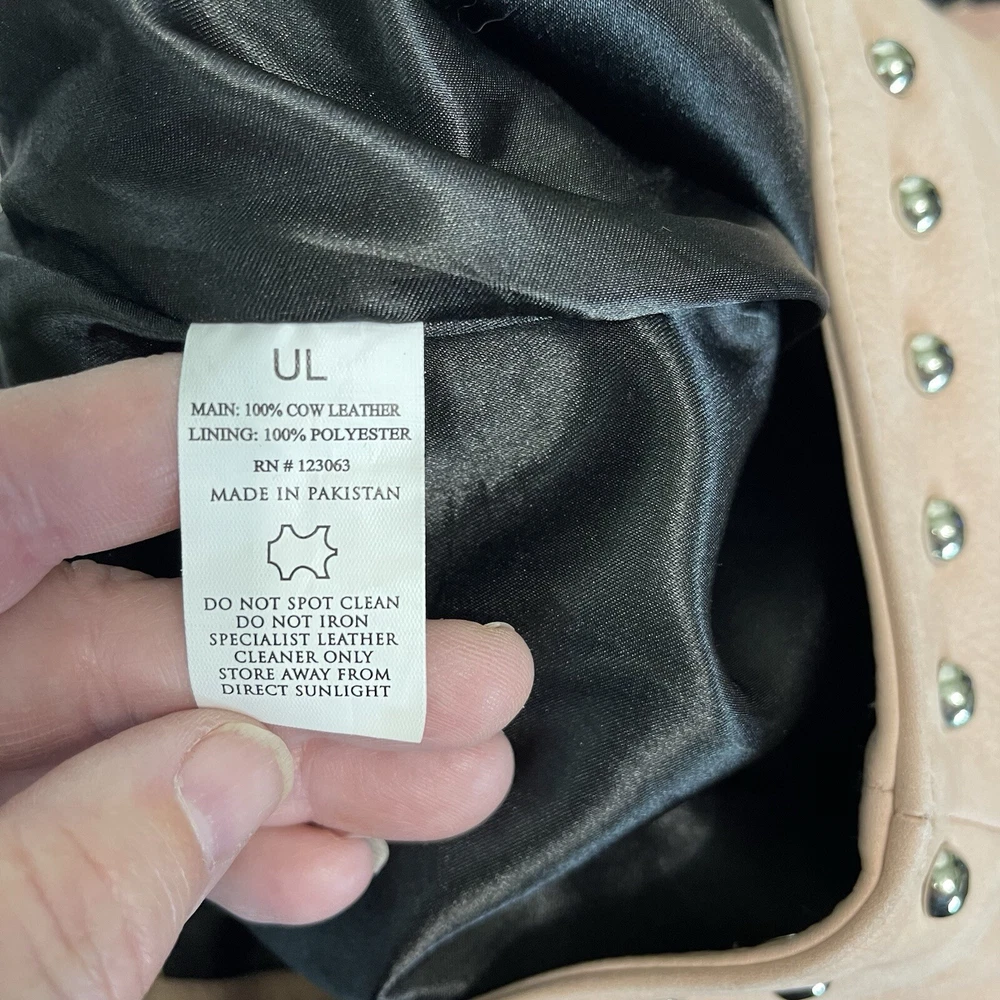 UL
MAIN: 100% COW LEATHER
LINING: 100% POLYESTER
RN # 123063
MADE IN PAKISTAN
DO NOT SPOT CLEAN
DO NOT IRON
SPECIALIST LEATHER
CLEANER ONLY
STORE AWAY FROM
DIRECT SUNLIGHT